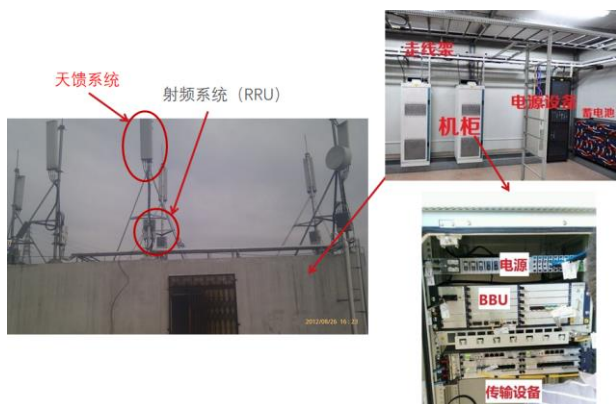 天馈系统
射频系统（RRU）
2012/08/26 16:23
走线架
电源设备
蓄电池
机柜
电源
BBU
传输设备